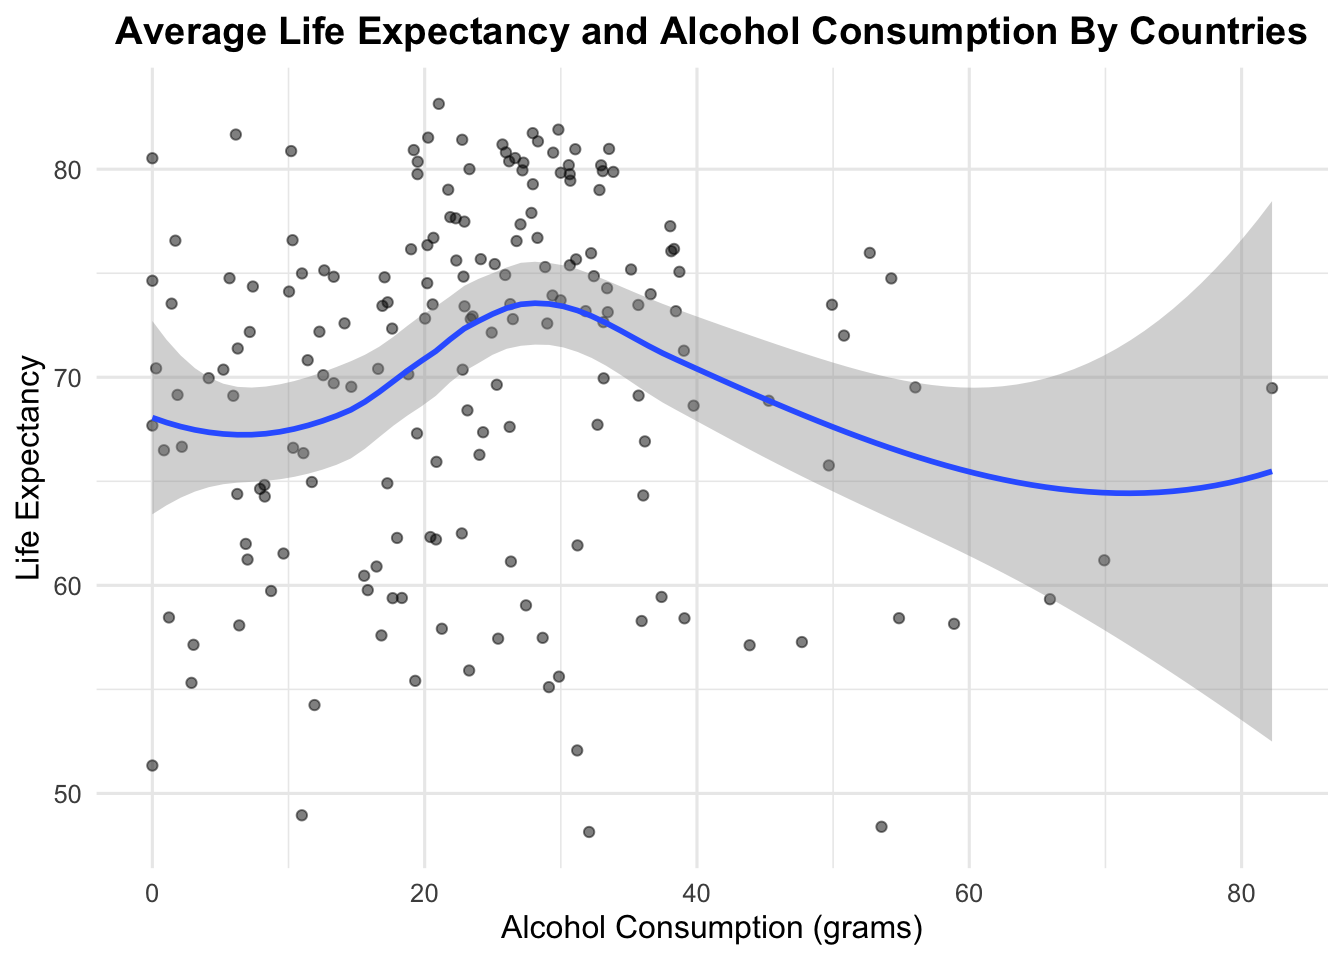 Average Life Expectancy and Alcohol Consumption By Countries
Life Expectancy
80
70
60
50
0 20 40 60 80
Alcohol Consumption (grams)